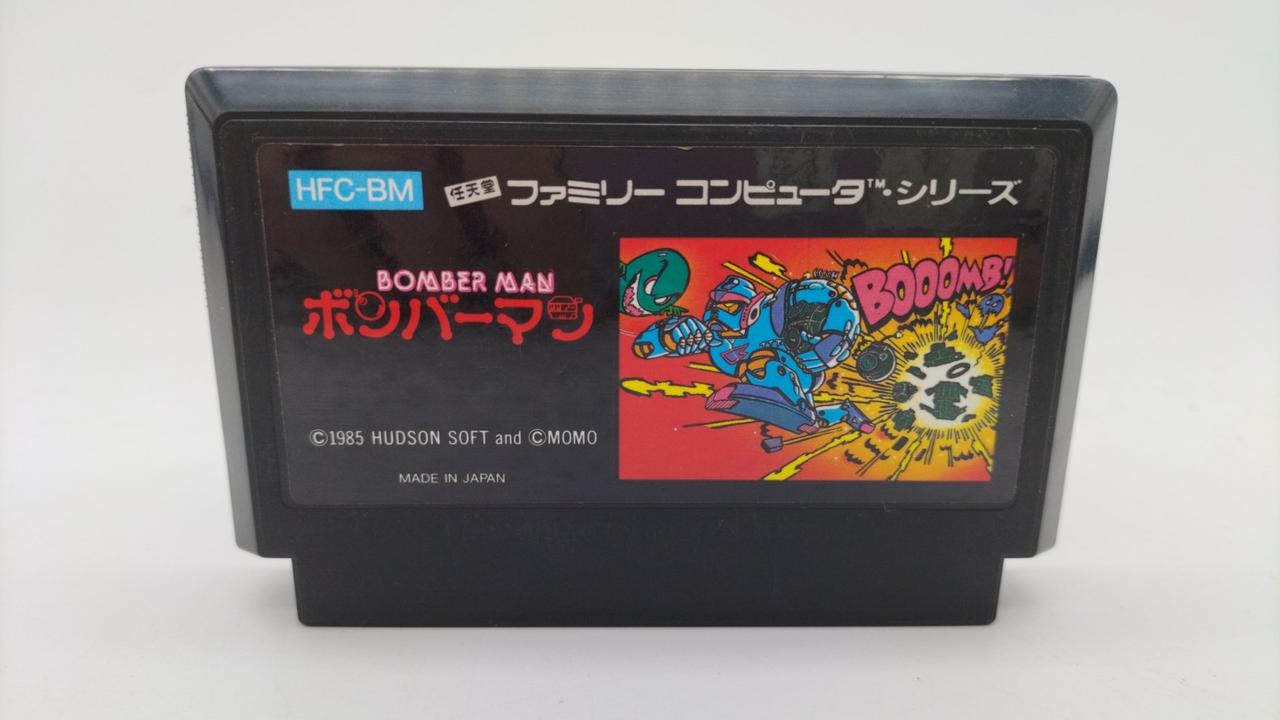 HFC-BM 任天堂 ファミリー コンピュータ™・シリーズ
BOMBER MAN
ボンバーマン
BOOOMB!
©1985 HUDSON SOFT and ©MOMO
MADE IN JAPAN